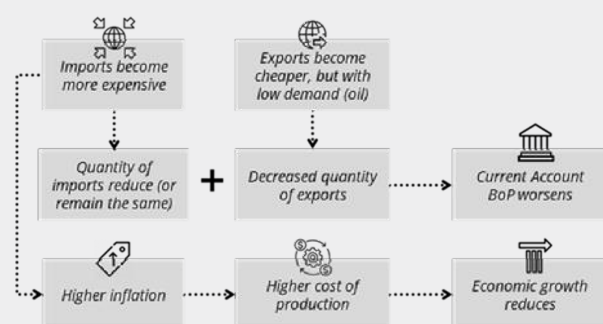 Imports become
more expensive
Exports become
cheaper, but with
low demand (oil)
Quantity of
imports reduce (or
remain the same)
+
Decreased quantity
of exports
Current Account
BoP worsens
Higher inflation
Higher cost of
production
Economic growth
reduces